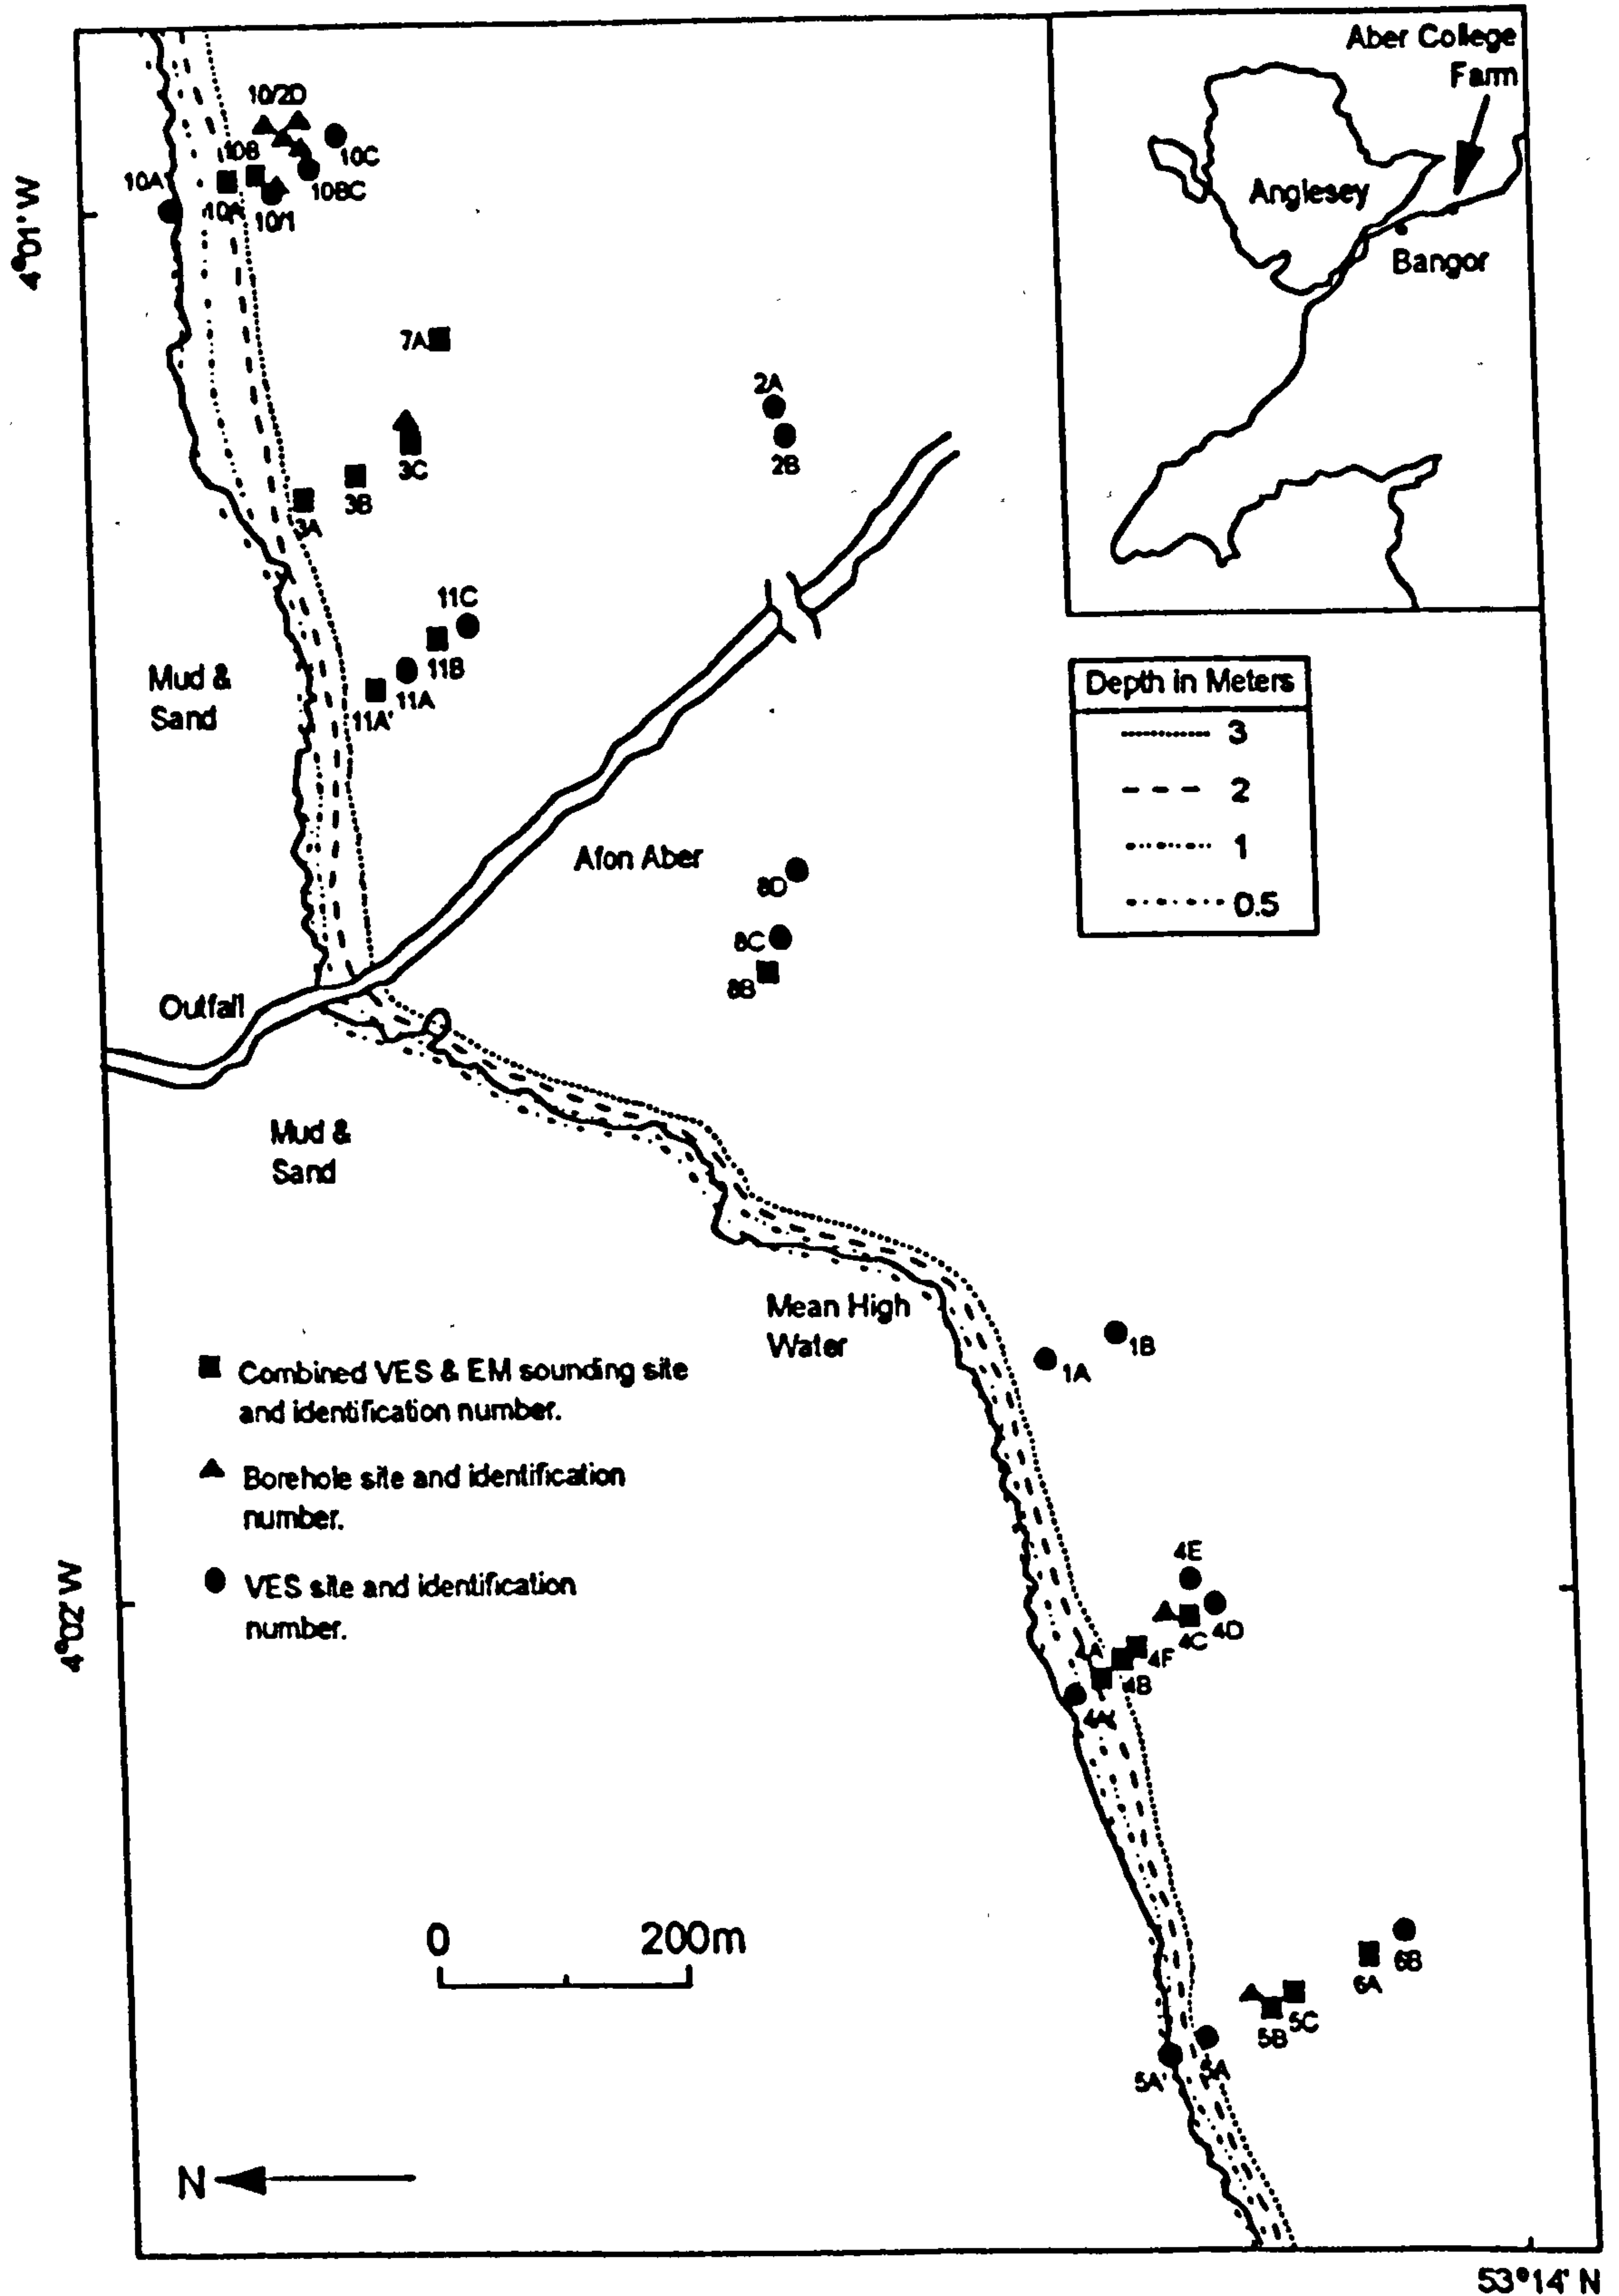 Aber College
Farm
Anglesey
Bangor
4°01' W
10/2D
10B
10C
10A'
10BC
10A
10/1
7A
2A
2B
3C
3B
3A
11C
11B
11A
11A'
Mud &
Sand
Depth in Meters
3
2
1
0.5
Afon Aber
8D
8C
8B
Outfall
Mud &
Sand
Mean High
Water
1B
1A
Combined VES & EM sounding site
and identification number.
Borehole site and identification
number.
VES site and identification
number.
4°02' W
4E
4D
4C
4F
4A
4B
4A'
0 200m
6B
6A
5C
5B
5A
5A'
N
53°14' N